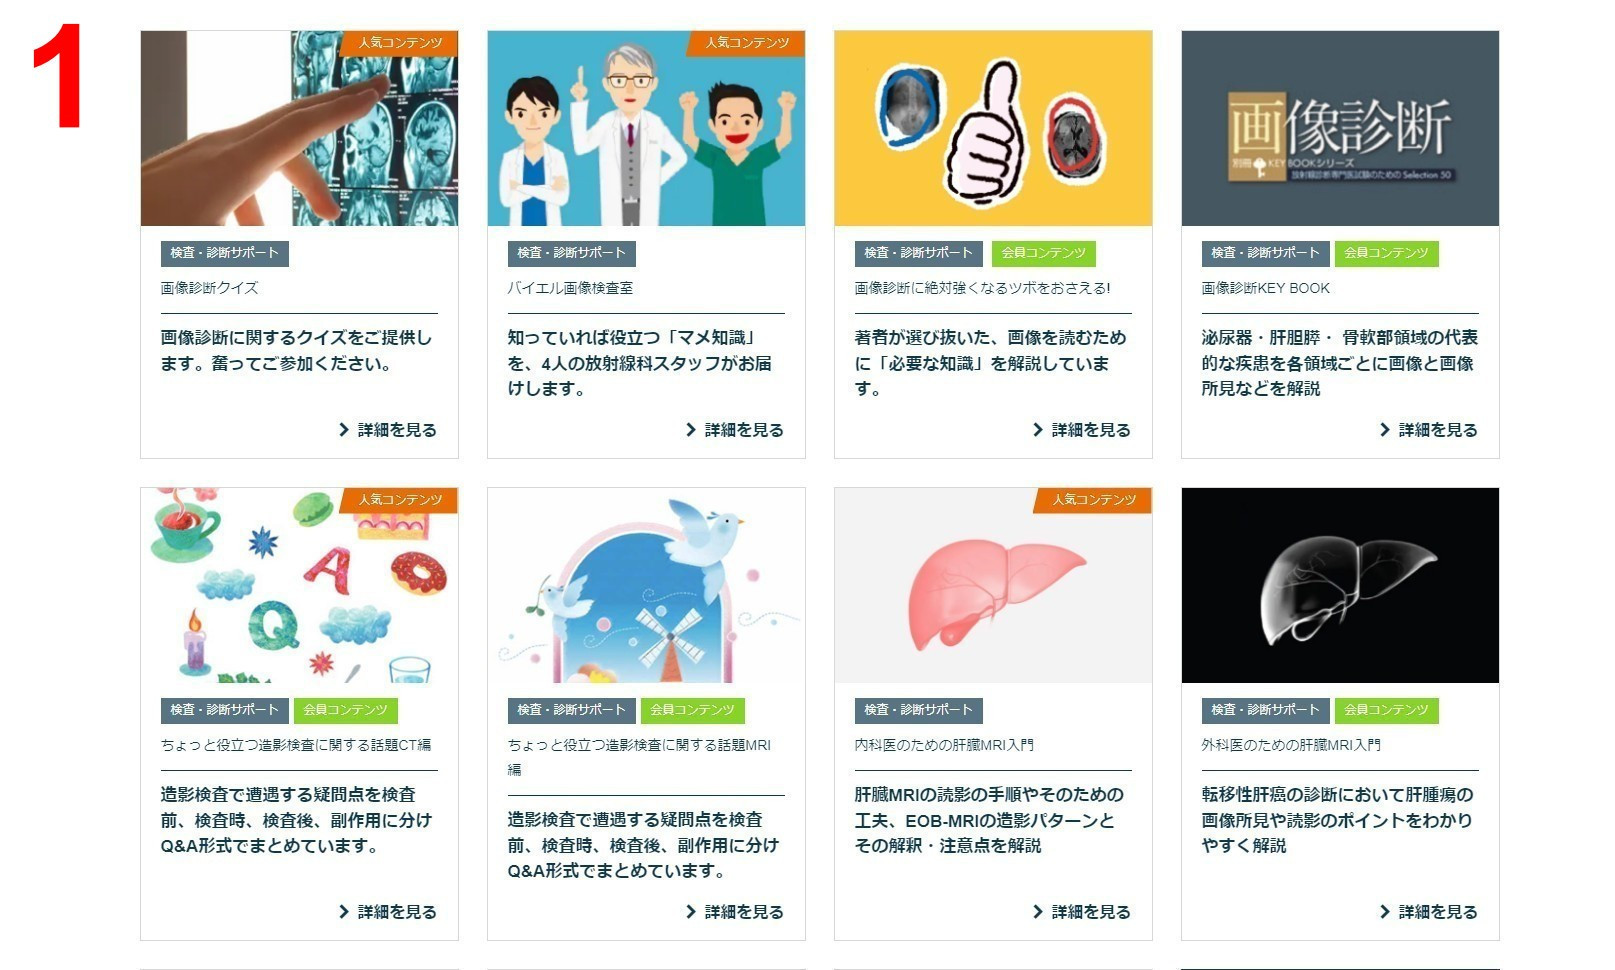 1
人気コンテンツ
検査・診断サポート
画像診断クイズ
画像診断に関するクイズをご提供し
ます。奮ってご参加ください。
詳細を見る
人気コンテンツ
検査・診断サポート
バイエル画像検査室
知っていれば役立つ「マメ知識」
を、4人の放射線科スタッフがお届
けします。
詳細を見る
検査・診断サポート 会員コンテンツ
画像診断に絶対強くなるツボをおさえる!
著者が選び抜いた、画像を読むため
に「必要な知識」を解説していま
す。
詳細を見る
画像診断
別冊 KEY BOOKシリーズ
放射線診断専門医試験のための Selection 50
検査・診断サポート 会員コンテンツ
画像診断KEY BOOK
泌尿器・肝胆膵・ 骨軟部領域の代表
的な疾患を各領域ごとに画像と画像
所見などを解説
詳細を見る
人気コンテンツ
A
Q
検査・診断サポート 会員コンテンツ
ちょっと役立つ造影検査に関する話題CT編
造影検査で遭遇する疑問点を検査
前、検査時、検査後、副作用に分け
Q&A形式でまとめています。
詳細を見る
検査・診断サポート 会員コンテンツ
ちょっと役立つ造影検査に関する話題MRI
編
造影検査で遭遇する疑問点を検査
前、検査時、検査後、副作用に分け
Q&A形式でまとめています。
詳細を見る
人気コンテンツ
検査・診断サポート
内科医のための肝臓MRI入門
肝臓MRIの読影の手順やそのための
工夫、EOB-MRIの造影パターンと
その解釈・注意点を解説
詳細を見る
検査・診断サポート 会員コンテンツ
外科医のための肝臓MRI入門
転移性肝癌の診断において肝腫瘍の
画像所見や読影のポイントをわかり
やすく解説
詳細を見る